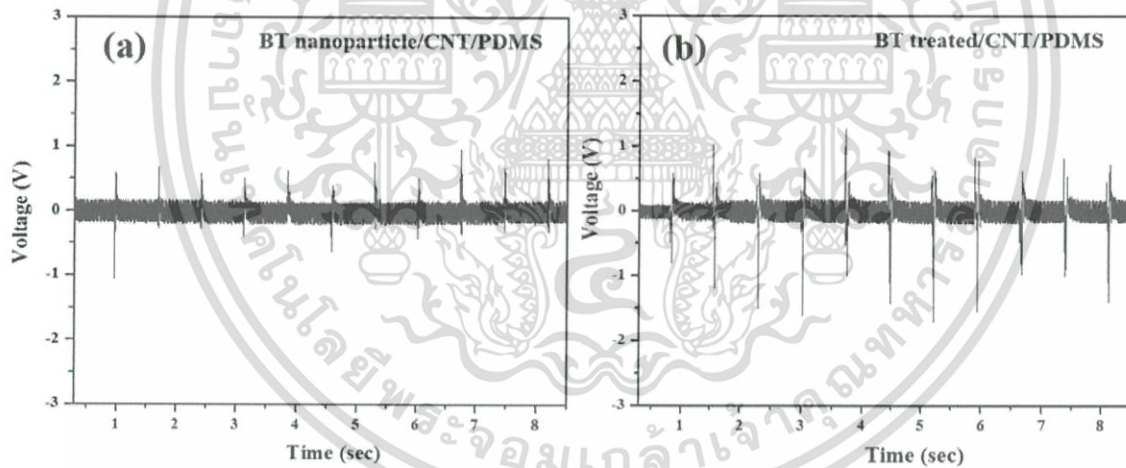 (a)
BT nanoparticle/CNT/PDMS
3
2
1
0
-1
-2
-3
Voltage (V)
1 2 3 4 5 6 7 8
Time (sec)
(b)
BT treated/CNT/PDMS
3
2
1
0
-1
-2
-3
Voltage (V)
1 2 3 4 5 6 7 8
Time (sec)